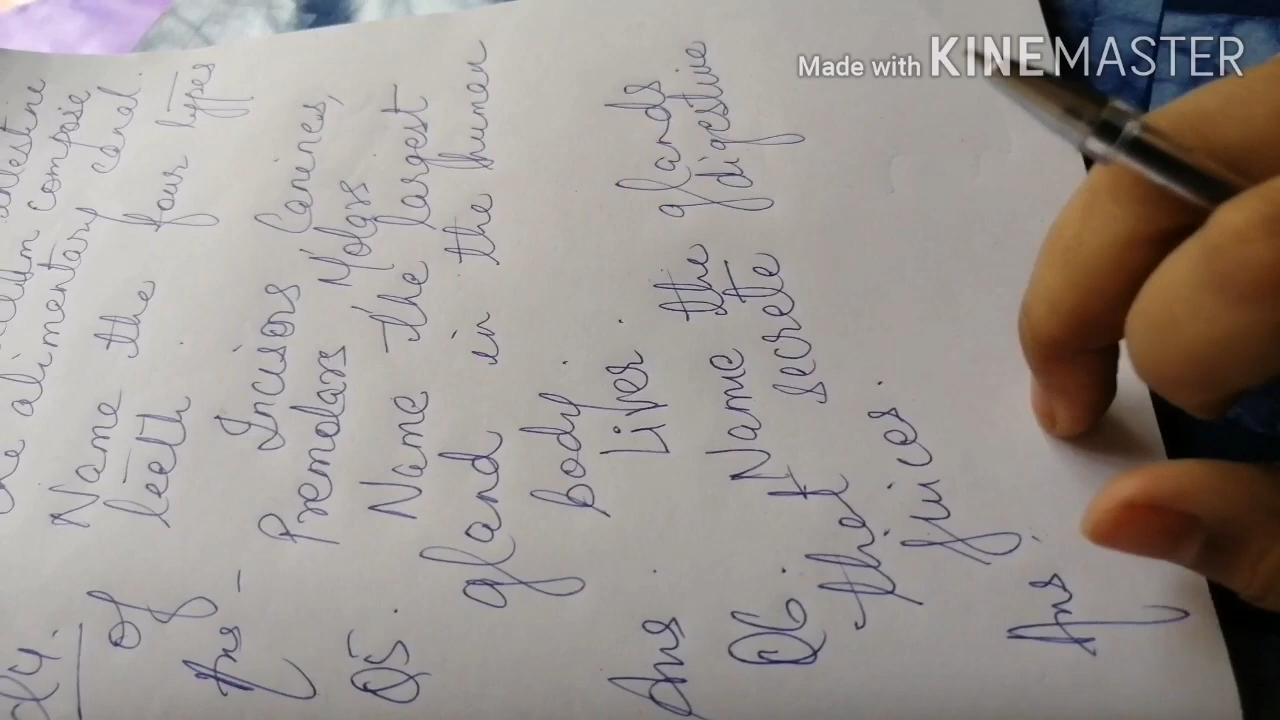 alimentary canal.
Q4. Name the four types
of teeth
Ans - Incisors Canines,
Premolars Molars
Q5. Name the largest
gland in the human
body
Ans. Liver.
Q6. Name the glands
that secrete digestive
juices.
Ans.
Made with KINEMASTER